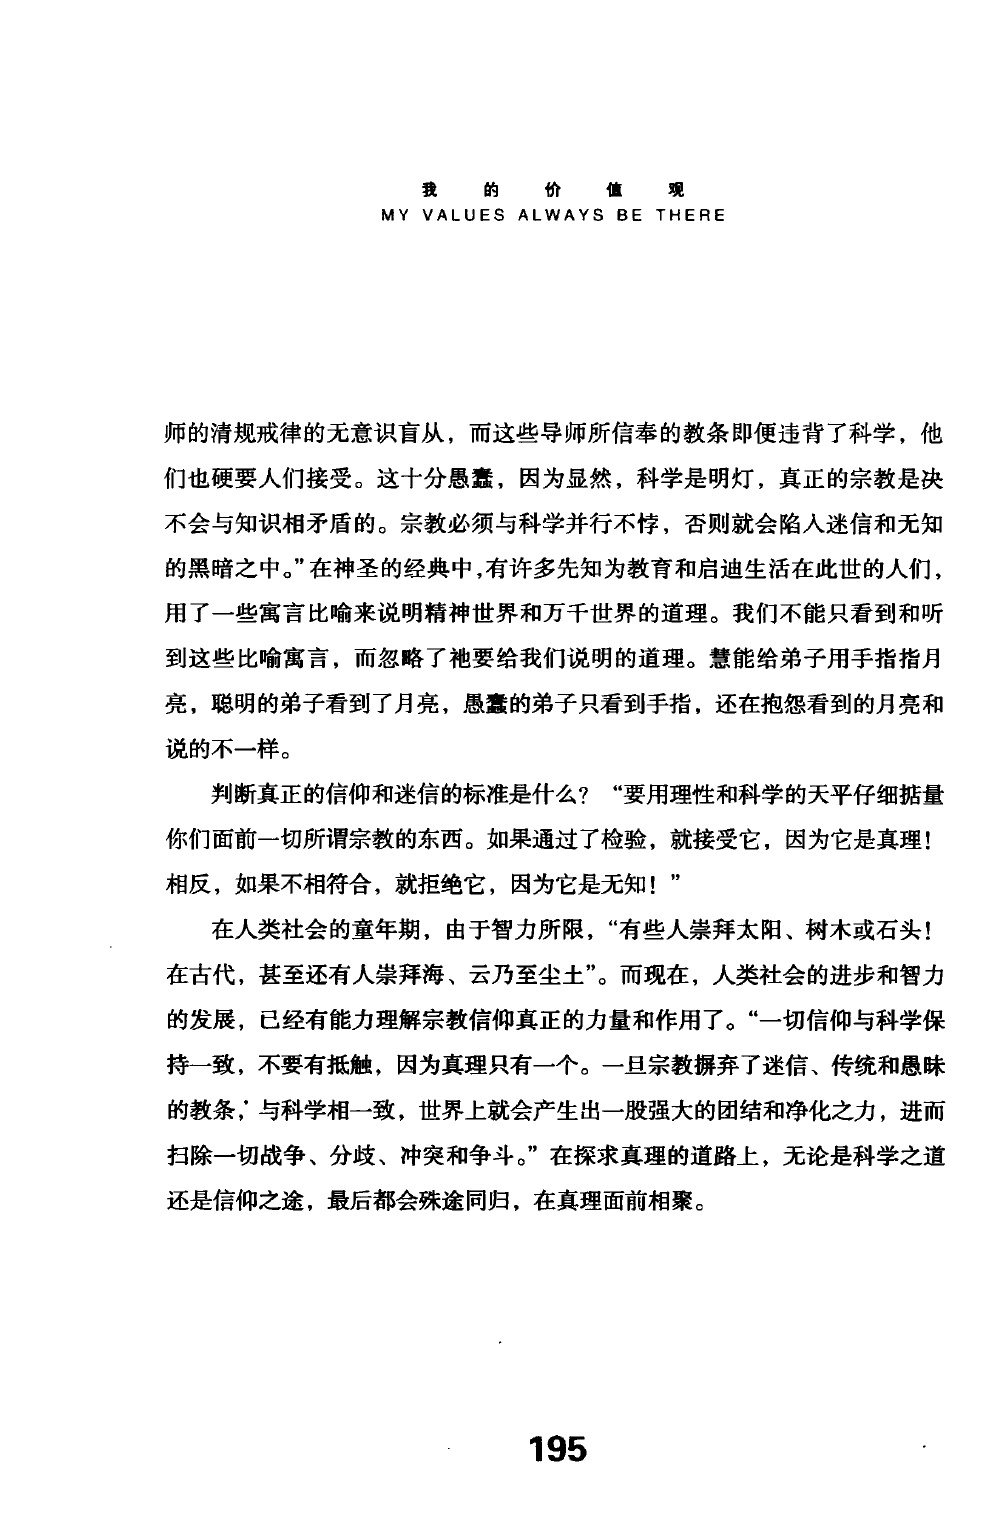 我的价值观
MY VALUES ALWAYS BE THERE
师的清规戒律的无意识盲从，而这些导师所信奉的教条即便违背了科学，他
们也硬要人们接受。这十分愚蠢，因为显然，科学是明灯，真正的宗教是决
不会与知识相矛盾的。宗教必须与科学并行不悖，否则就会陷入迷信和无知
的黑暗之中。”在神圣的经典中，有许多先知为教育和启迪生活在此世的人们，
用了一些寓言比喻来说明精神世界和万千世界的道理。我们不能只看到和听
到这些比喻寓言，而忽略了祂要给我们说明的道理。慧能给弟子用手指指月
亮，聪明的弟子看到了月亮，愚蠢的弟子只看到手指，还在抱怨看到的月亮和
说的不一样。
判断真正的信仰和迷信的标准是什么？“要用理性和科学的天平仔细掂量
你们面前一切所谓宗教的东西。如果通过了检验，就接受它，因为它是真理！
相反，如果不相符合，就拒绝它，因为它是无知！”
在人类社会的童年期，由于智力所限，“有些人崇拜太阳、树木或石头！
在古代，甚至还有人崇拜海、云乃至尘土”。而现在，人类社会的进步和智力
的发展，已经有能力理解宗教信仰真正的力量和作用了。“一切信仰与科学保
持一致，不要有抵触，因为真理只有一个。一旦宗教摒弃了迷信、传统和愚昧
的教条，与科学相一致，世界上就会产生出一股强大的团结和净化之力，进而
扫除一切战争、分歧、冲突和争斗。”在探求真理的道路上，无论是科学之道
还是信仰之途，最后都会殊途同归，在真理面前相聚。
195